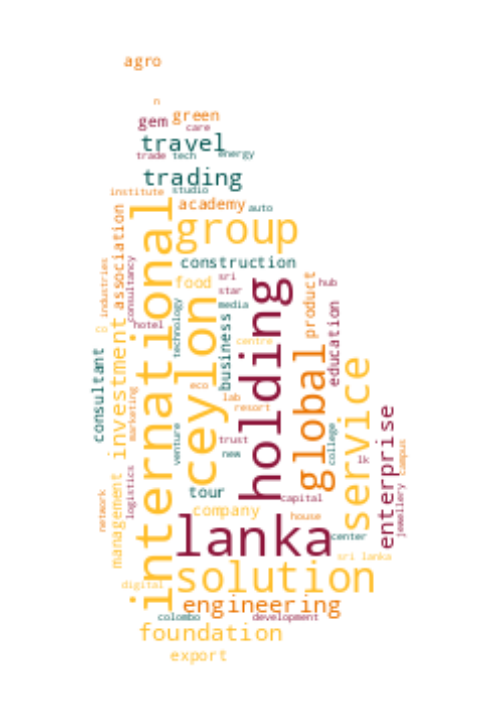 agro
n
green
gem
care
travel
trade
tech
energy
trading
institute
studio
academy
auto
association
international
group
construction
industries
consultancy
food
sri
star
holding
product
hub
ceylon
media
technology
business
education
hotel
investment
centre
consultant
global
service
eco
lab
resort
marketing
venture
trust
new
college
enterprise
campus
lk
jewellery
logistics
network
management
tour
capital
company
house
lanka
center
sri lanka
solution
digital
engineering
colombo
development
foundation
export